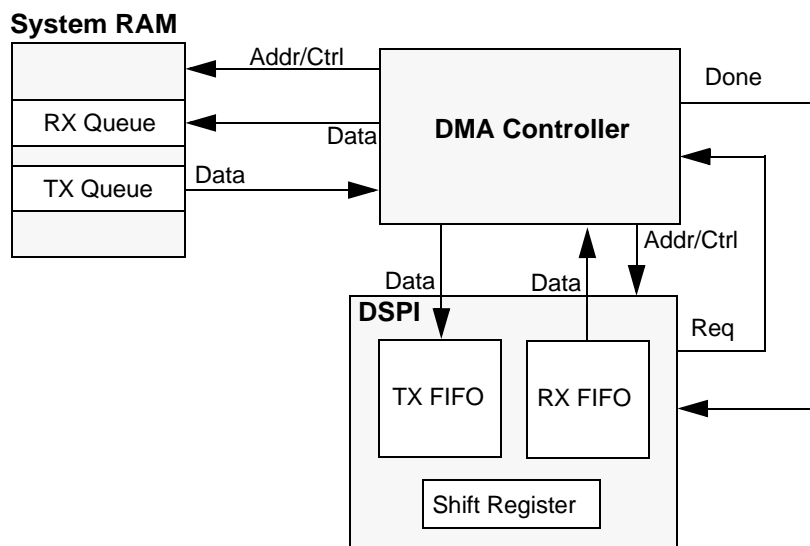 System RAM
Addr/Ctrl
Done
RX Queue
Data
DMA Controller
TX Queue
Data
Addr/Ctrl
Data
Data
DSPI
Req
TX FIFO
RX FIFO
Shift Register